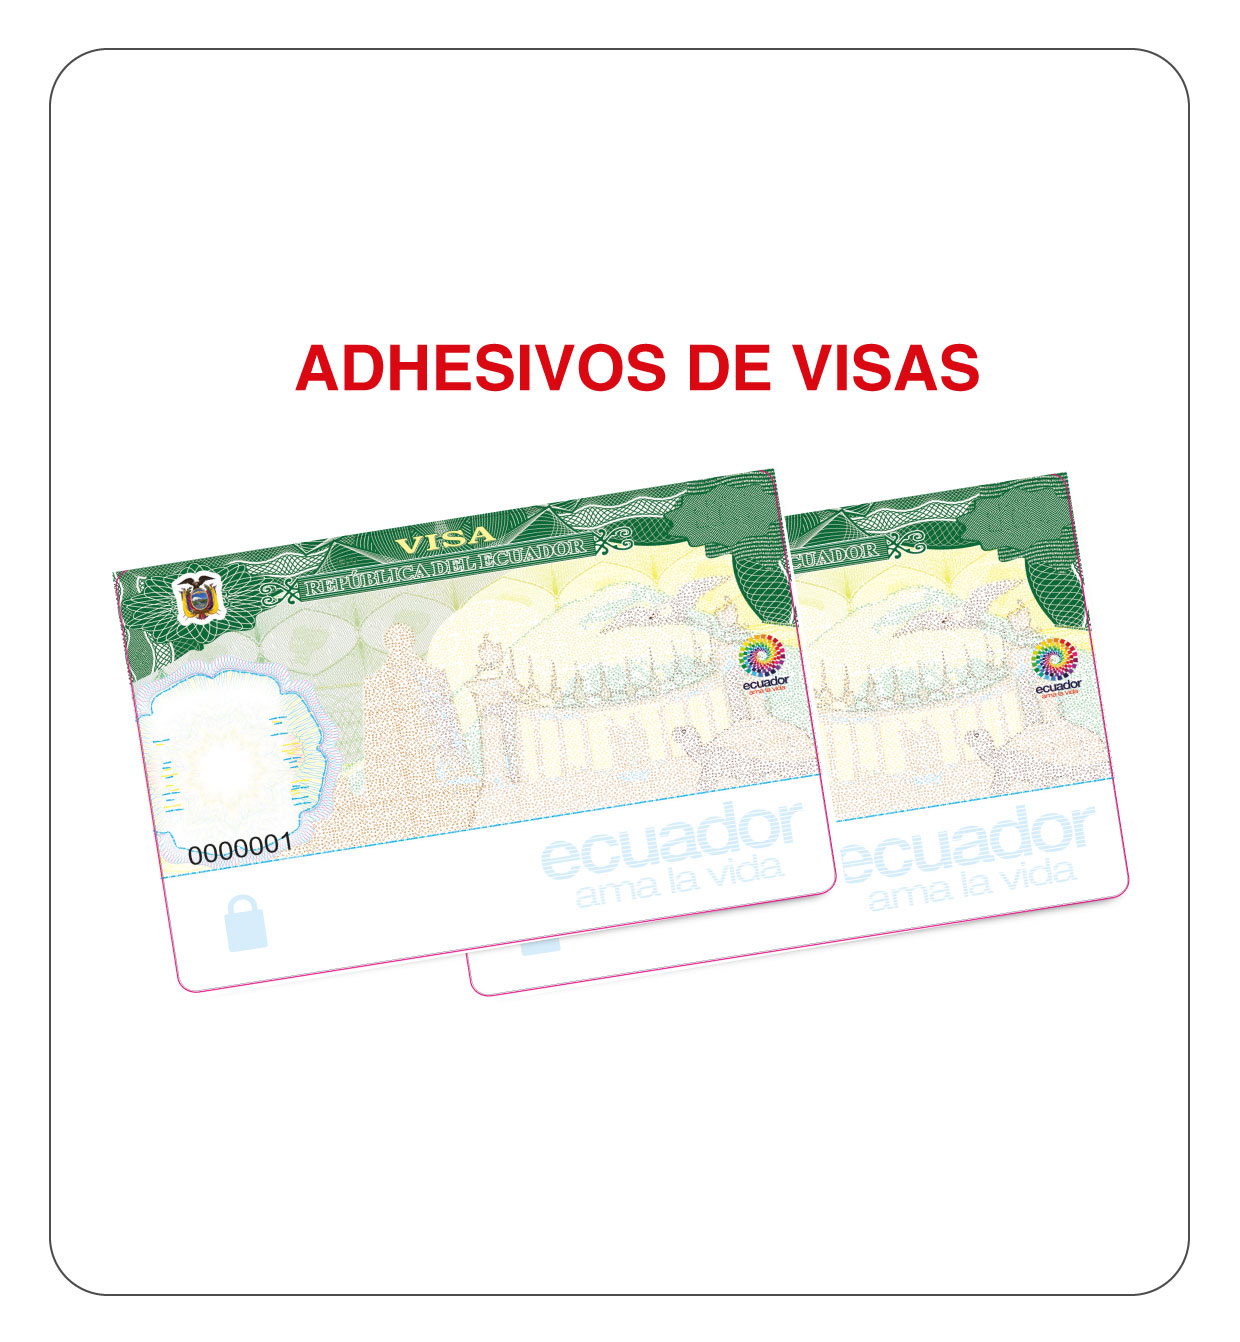 ADHESIVOS DE VISAS
VISA
REPÚBLICA DEL ECUADOR
ecuador
ama la vida
0000001
ecuador
ama la vida
CUADOR
ecuador
ama la vida
ecuador
ama la vida